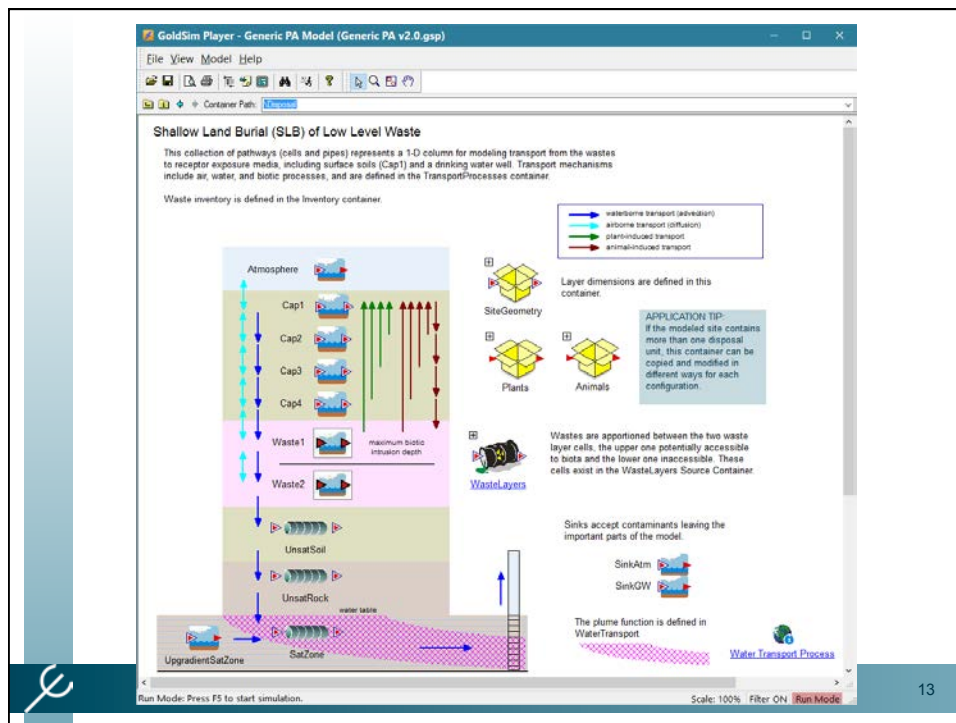 GoldSim Player - Generic PA Model (Generic PA v2.0.gsp)
File View Model Help
Container Path: \Disposal
Shallow Land Burial (SLB) of Low Level Waste
This collection of pathways (cells and pipes) represents a 1-D column for modeling transport from the wastes
to receptor exposure media, including surface soils (Cap1) and a drinking water well. Transport mechanisms
include air, water, and biotic processes, and are defined in the TransportProcesses container.
Waste inventory is defined in the Inventory container.
waterborne transport (advection)
airborne transport (diffusion)
plant-induced transport
animal-induced transport
Atmosphere
Cap1
Cap2
Cap3
Cap4
Waste1
maximum biotic
intrusion depth
Waste2
UnsatSoil
UnsatRock
water table
SatZone
UpgradientSatZone
SiteGeometry
Layer dimensions are defined in this
container.
Plants
Animals
APPLICATION TIP:
If the modeled site contains
more than one disposal
unit, this container can be
copied and modified in
different ways for each
configuration.
WasteLayers
Wastes are apportioned between the two waste
layer cells, the upper one potentially accessible
to biota and the lower one inaccessible. These
cells exist in the WasteLayers Source Container.
Sinks accept contaminants leaving the
important parts of the model.
SinkAtm
SinkGW
The plume function is defined in
WaterTransport
Water Transport Process
Run Mode: Press F5 to start simulation.
Scale: 100% Filter ON Run Mode
13